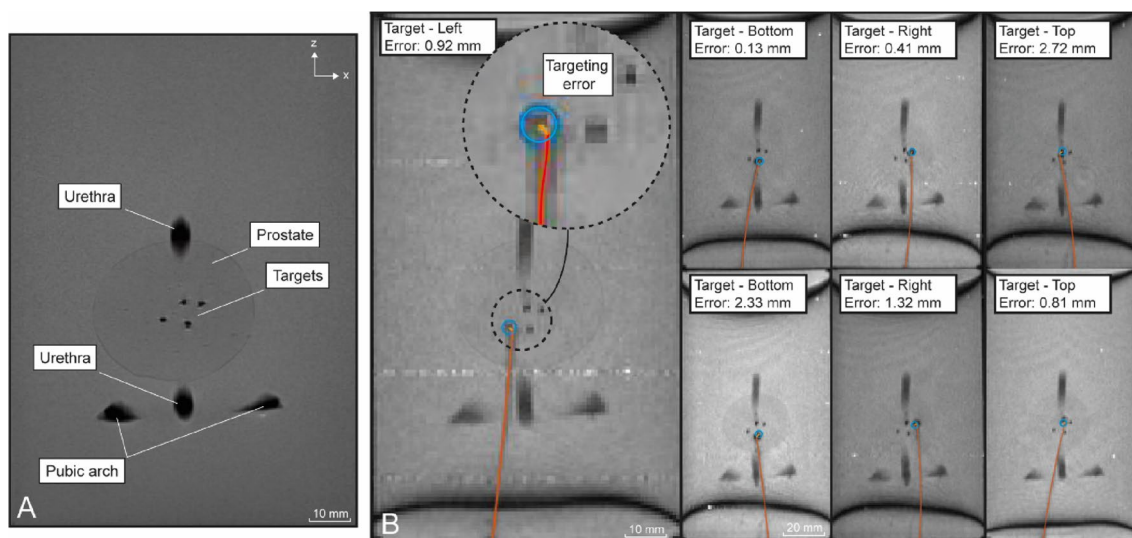 z
x
Urethra
Prostate
Targets
Urethra
Pubic arch
A
10 mm
Target - Left
Error: 0.92 mm
Targeting
error
B
10 mm
Target - Bottom
Error: 0.13 mm
Target - Right
Error: 0.41 mm
Target - Top
Error: 2.72 mm
Target - Bottom
Error: 2.33 mm
20 mm
Target - Right
Error: 1.32 mm
Target - Top
Error: 0.81 mm